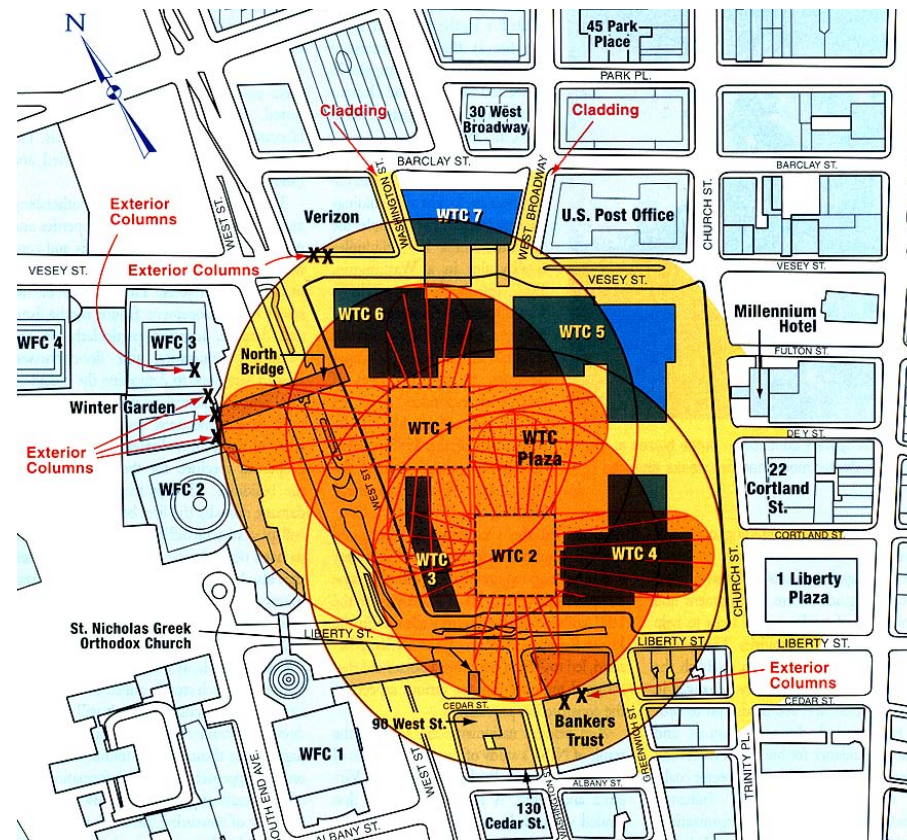 N
45 Park
Place
PARK PL.
Cladding
30 West
Broadway
Cladding
BARCLAY ST.
BARCLAY ST.
WASHINGTON ST.
WEST BROADWAY
CHURCH ST.
WEST ST.
Exterior
Columns
Verizon
WTC 7
U.S. Post Office
X X
Exterior Columns
VESEY ST.
VESEY ST.
VESEY ST.
WTC 6
WTC 5
Millennium
Hotel
WFC 4
WFC 3
X
North
Bridge
FULTON ST.
Winter Garden
X
X
X
WTC 1
WTC
Plaza
DEY ST.
Exterior
Columns
WFC 2
WEST ST.
22
Cortland
St.
CORTLAND ST.
WTC
3
WTC 2
WTC 4
CHURCH ST.
1 Liberty
Plaza
St. Nicholas Greek
Orthodox Church
LIBERTY ST.
LIBERTY ST.
LIBERTY ST.
Exterior
Columns
X X
CEDAR ST.
CEDAR ST.
90 West St.
Bankers
Trust
GREENWICH ST.
TRINITY PL.
WFC 1
WEST ST.
ALBANY ST.
130
Cedar St.
WASHINGTON ST.
SOUTH END AVE.
ALBANY ST.